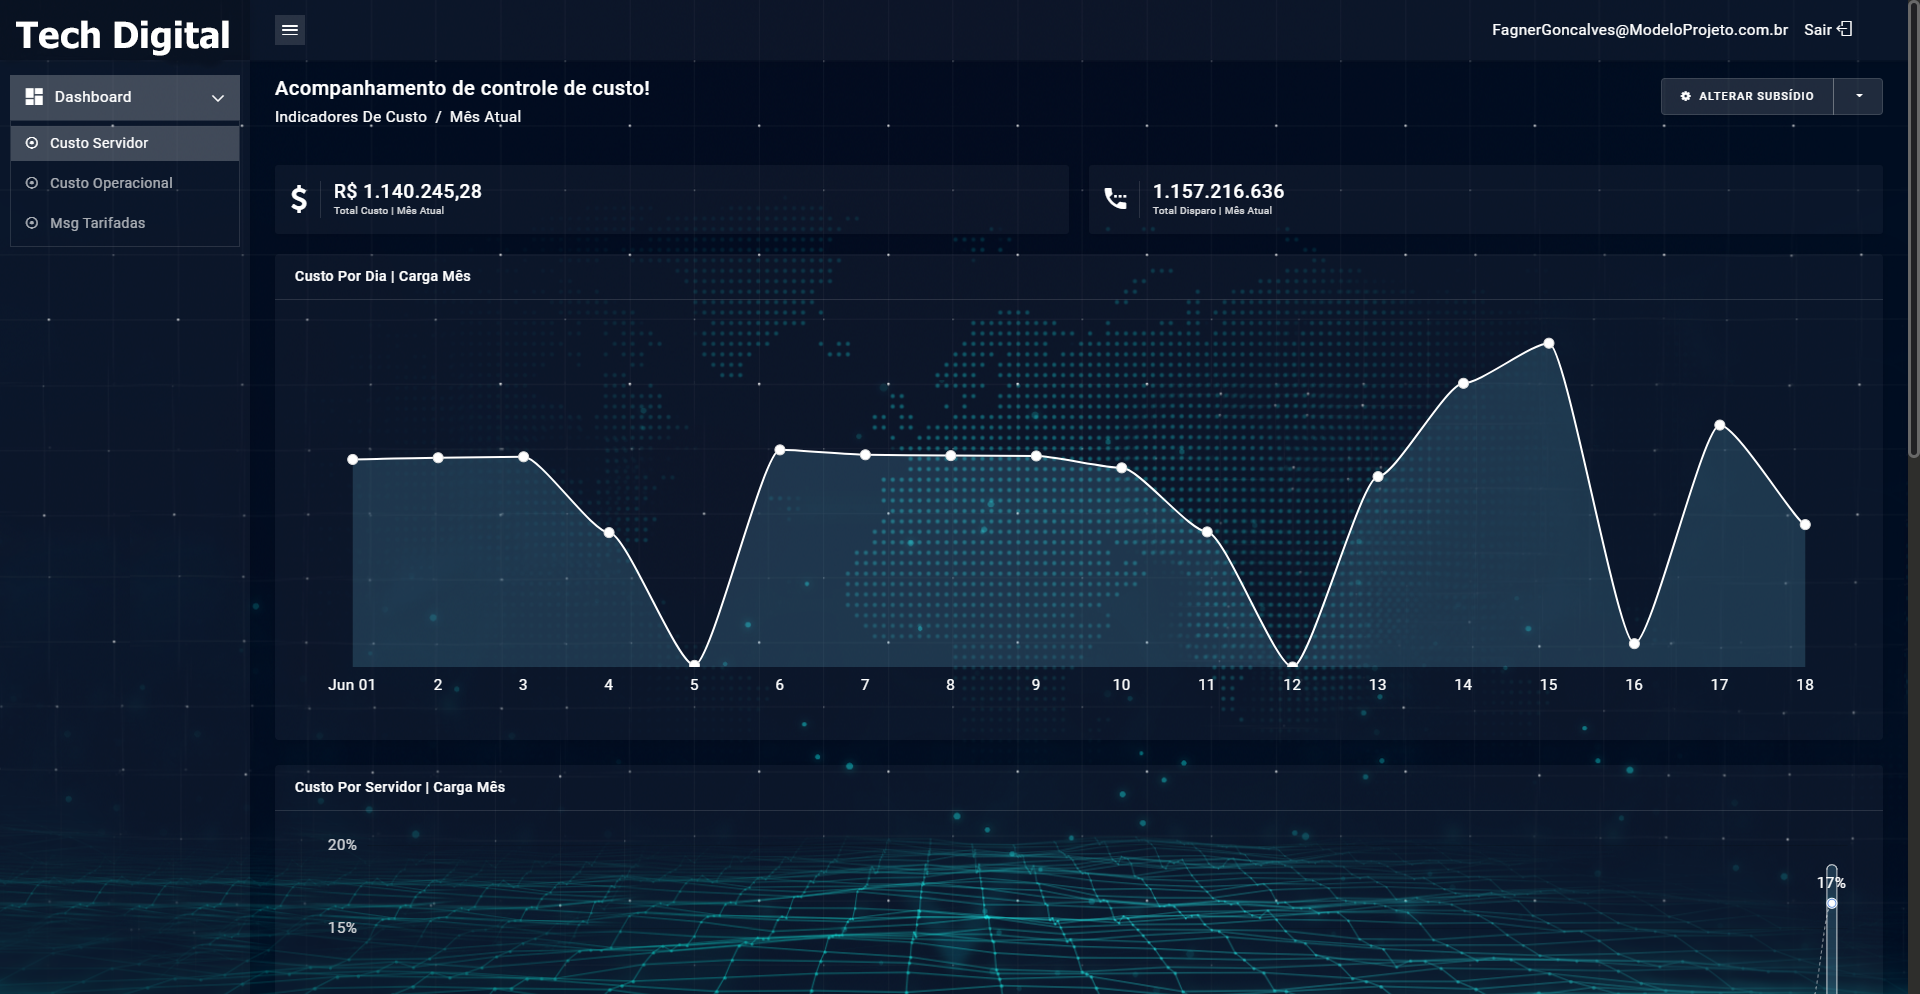 Tech Digital
FagnerGoncalves@ModeloProjeto.com.br Sair
Dashboard
Custo Servidor
Custo Operacional
Msg Tarifadas
Acompanhamento de controle de custo!
Indicadores De Custo / Mês Atual
ALTERAR SUBSÍDIO
R$ 1.140.245,28
Total Custo | Mês Atual
1.157.216.636
Total Disparo | Mês Atual
Custo Por Dia | Carga Mês
Jun 01 2 3 4 5 6 7 8 9 10 11 12 13 14 15 16 17 18
Custo Por Servidor | Carga Mês
20%
17%
15%